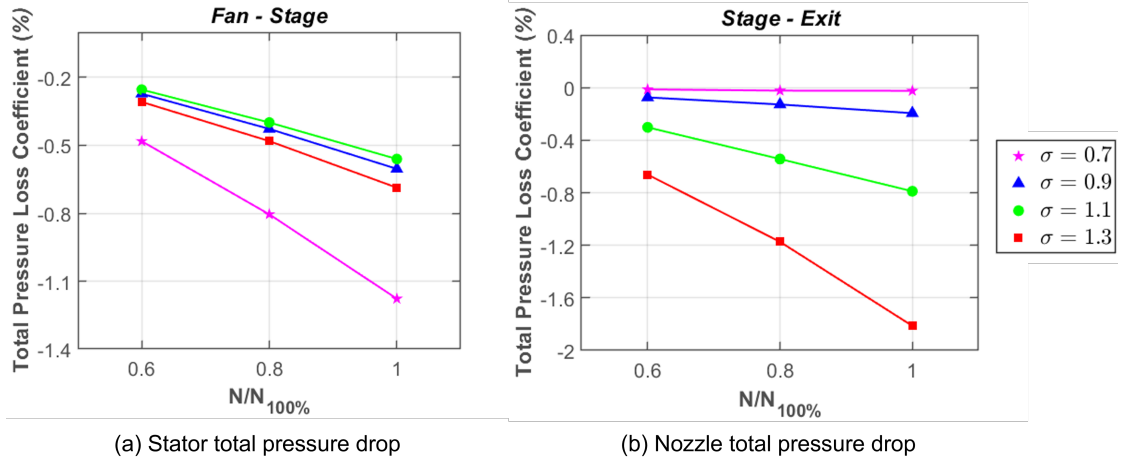 Fan - Stage
Total Pressure Loss Coefficient (%)
-0.2
-0.5
-0.8
-1.1
-1.4
0.6
0.8
1
N/N100%
(a) Stator total pressure drop
Stage - Exit
Total Pressure Loss Coefficient (%)
0.4
0
-0.4
-0.8
-1.2
-1.6
-2
0.6
0.8
1
N/N100%
(b) Nozzle total pressure drop
σ = 0.7
σ = 0.9
σ = 1.1
σ = 1.3